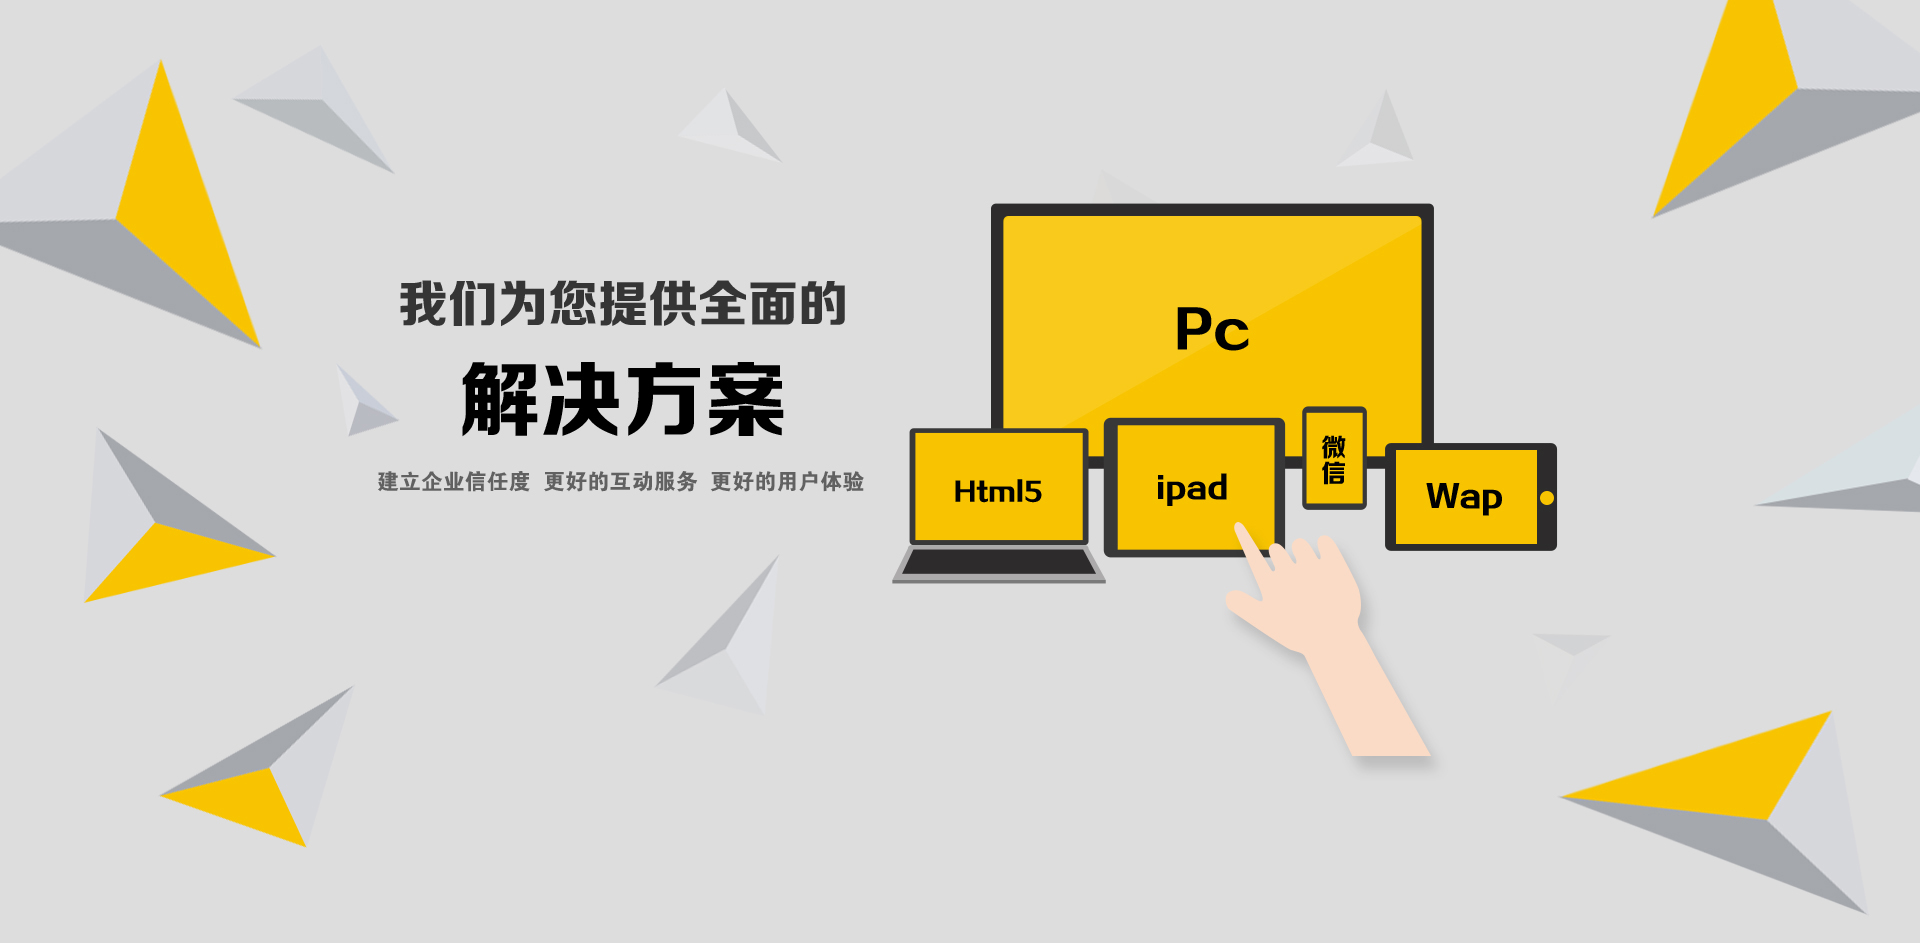 我们为您提供全面的
解决方案
建立企业信任度 更好的互动服务 更好的用户体验
Pc
Html5
ipad
微
信
Wap